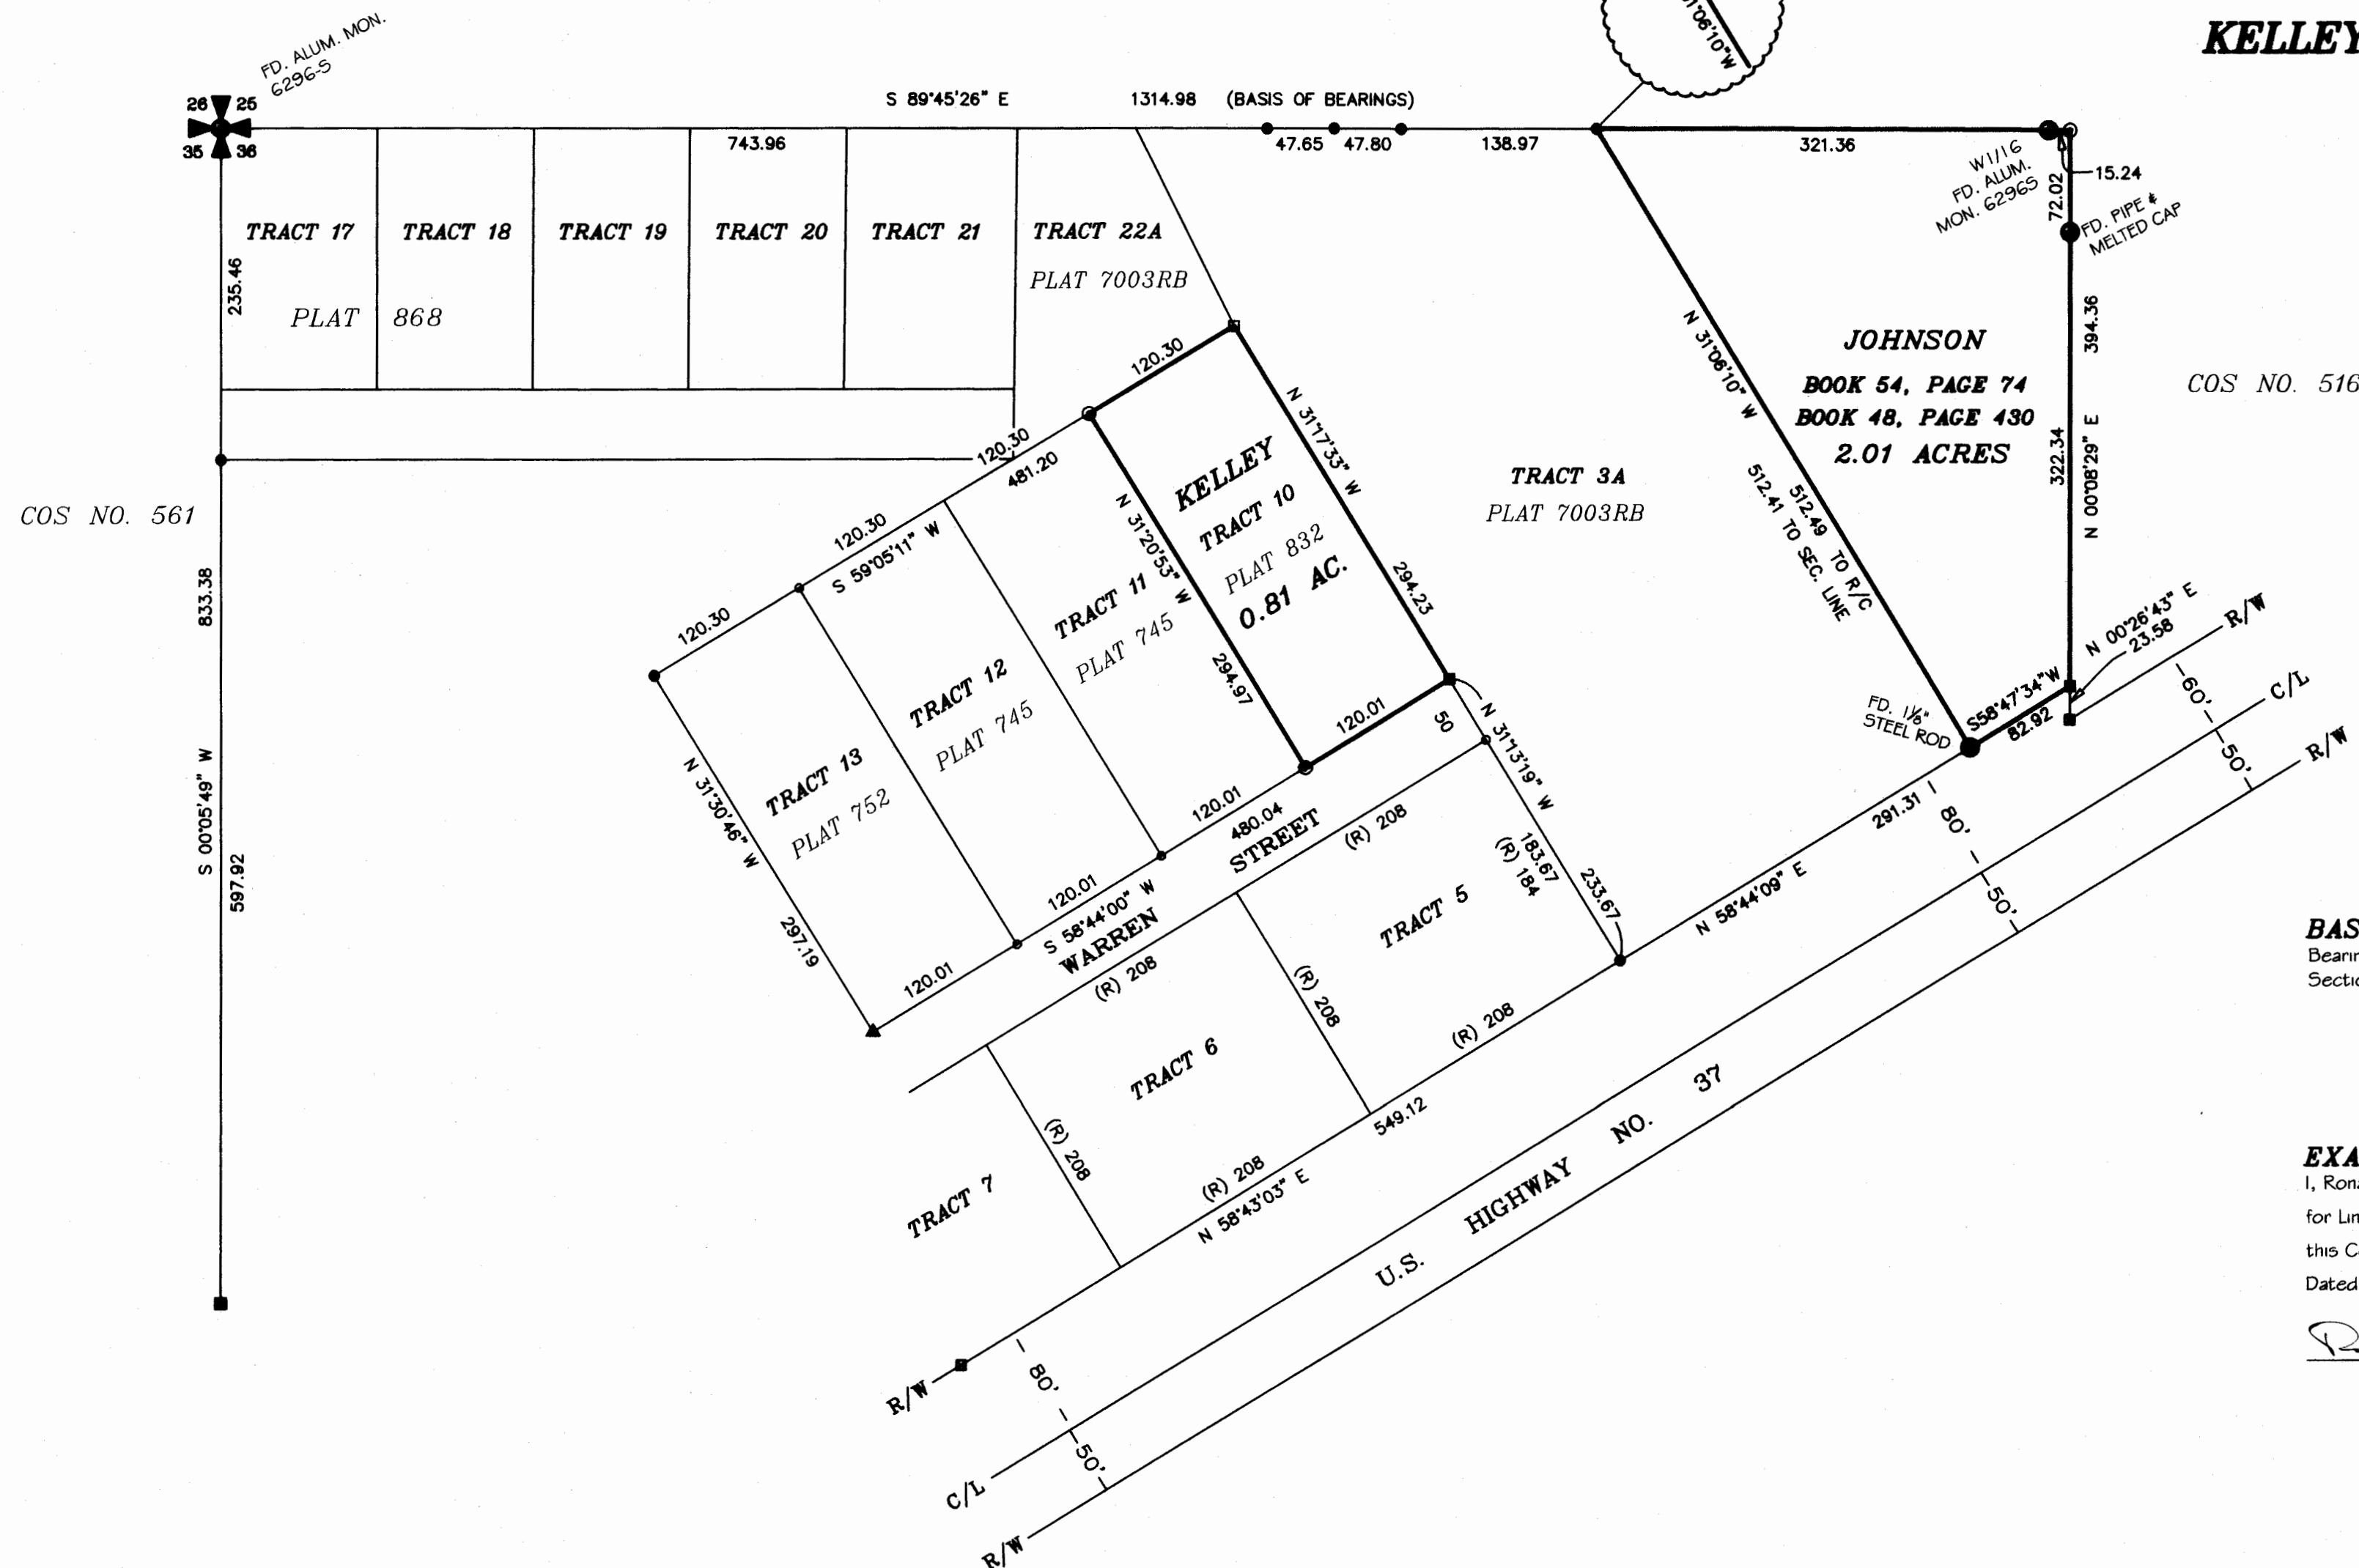 KELLEY
FD. ALUM. MON.
6296-S
26 25
35 36
S 89°45'26" E 1314.98 (BASIS OF BEARINGS)
743.96
47.65 47.80
138.97
321.36
W1/16
FD. ALUM.
MON. 6296S
15.24
72.02
FD. PIPE &
MELTED CAP
TRACT 17
TRACT 18
TRACT 19
TRACT 20
TRACT 21
TRACT 22A
PLAT 7003RB
PLAT 868
235.46
COS NO. 561
833.38
S 00°05'49" W
597.92
120.30
120.30
481.20
120.30
S 59°05'11" W
120.30
N 31°17'33" W
294.23
N 31°20'53" W
294.97
KELLEY
TRACT 10
PLAT 832
0.81 AC.
TRACT 11
PLAT 745
TRACT 12
PLAT 745
TRACT 13
PLAT 752
N 31°30'46" W
297.19
120.01
120.01
480.04
120.01
S 58°44'00" W
120.01
WARREN STREET
50
N 31°13'19" W
183.67
(R) 184
233.67
TRACT 3A
PLAT 7003RB
N 31°06'10" W
512.49 TO R/C
512.41 TO SEC. LINE
JOHNSON
BOOK 54, PAGE 74
BOOK 48, PAGE 430
2.01 ACRES
394.36
322.34
N 00°08'29" E
COS NO. 516
N 00°26'43" E
23.58
S58°47'34"W
82.92
FD. 1⅛"
STEEL ROD
R/W
60'
C/L
50'
R/W
291.31
80'
50'
N 58°44'09" E
(R) 208
(R) 208
TRACT 5
(R) 208
(R) 208
TRACT 6
(R) 208
(R) 208
549.12
N 58°43'03" E
TRACT 7
U.S. HIGHWAY NO. 37
R/W
80'
C/L
50'
R/W
BAS
Bearin
Sectio
EXA
I, Rona
for Lin
this C
Dated